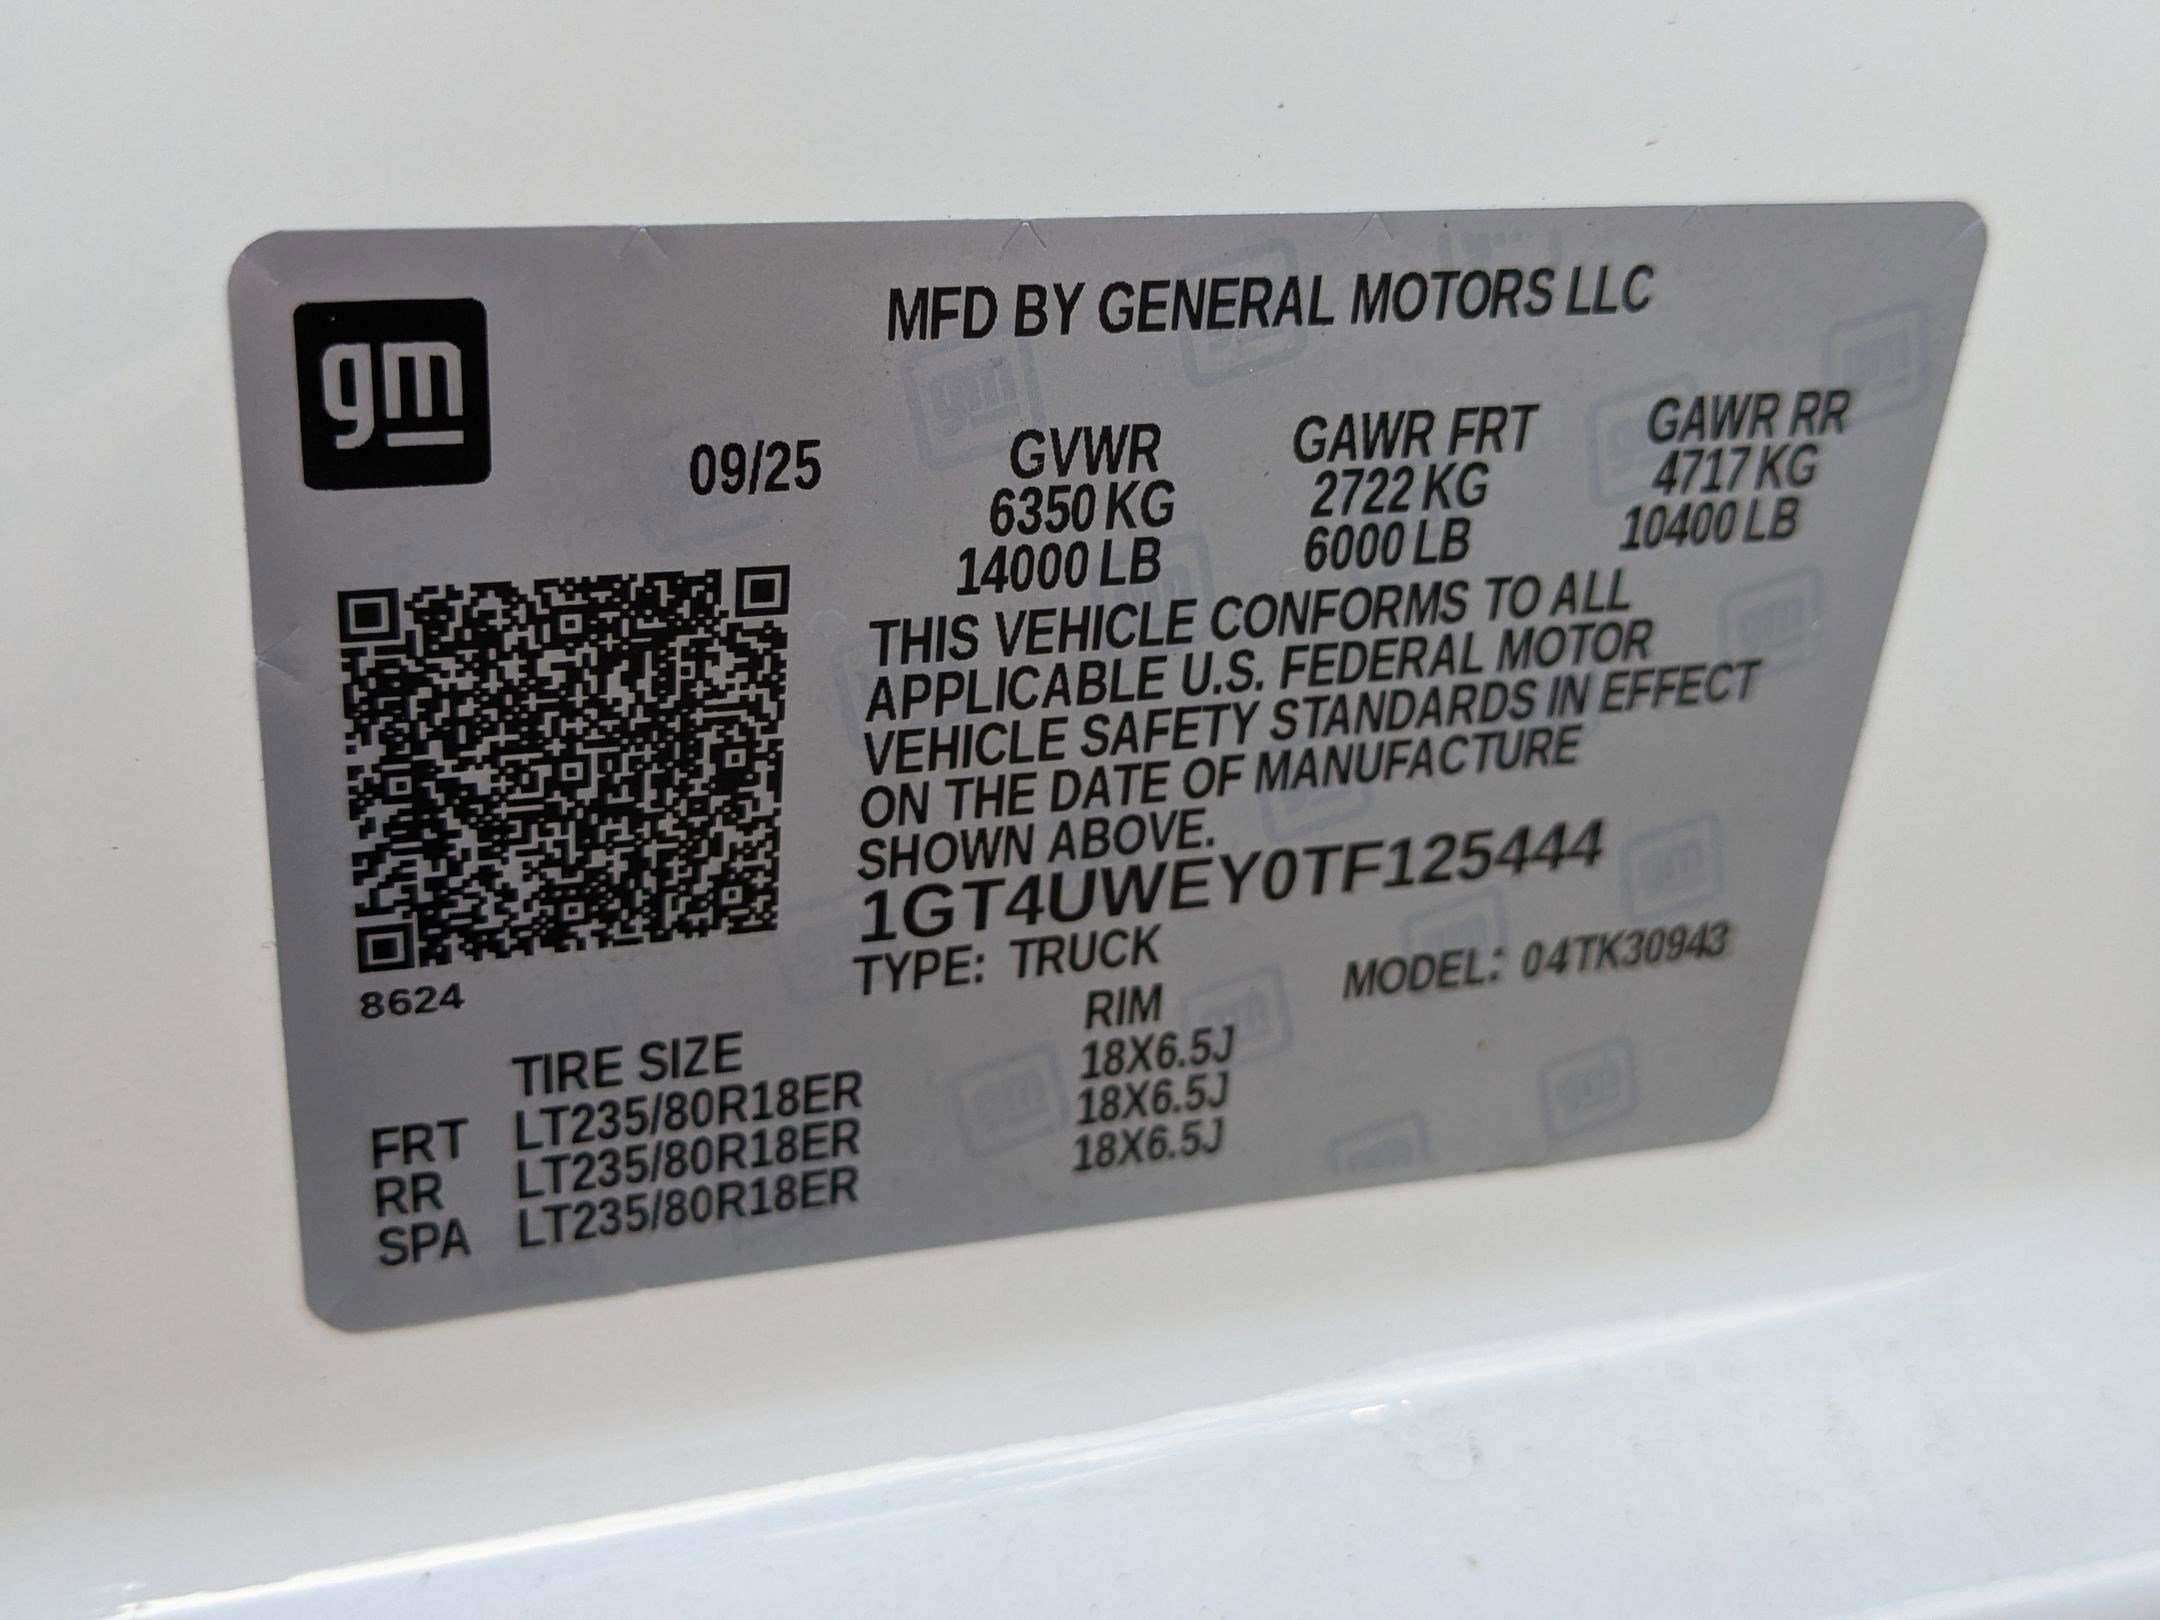 gm
MFD BY GENERAL MOTORS LLC
09/25 GVWR GAWR FRT GAWR RR
6350 KG 2722 KG 4717 KG
14000 LB 6000 LB 10400 LB
THIS VEHICLE CONFORMS TO ALL
APPLICABLE U.S. FEDERAL MOTOR
VEHICLE SAFETY STANDARDS IN EFFECT
ON THE DATE OF MANUFACTURE
SHOWN ABOVE.
1GT4UWEY0TF125444
TYPE: TRUCK MODEL: 04TK30943
8624
TIRE SIZE RIM
FRT LT235/80R18ER 18X6.5J
RR LT235/80R18ER 18X6.5J
SPA LT235/80R18ER 18X6.5J